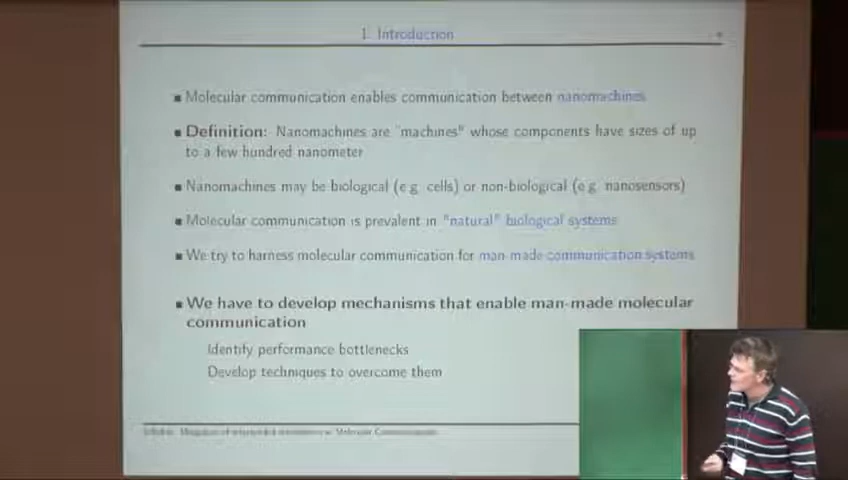 1. Introduction
■ Molecular communication enables communication between nanomachines
■ Definition: Nanomachines are "machines" whose components have sizes of up
to a few hundred nanometer
■ Nanomachines may be biological (e.g. cells) or non-biological (e.g. nanosensors)
■ Molecular communication is prevalent in "natural" biological systems
■ We try to harness molecular communication for man-made communication systems
■ We have to develop mechanisms that enable man-made molecular
communication
Identify performance bottlenecks
Develop techniques to overcome them
Molecular Communications